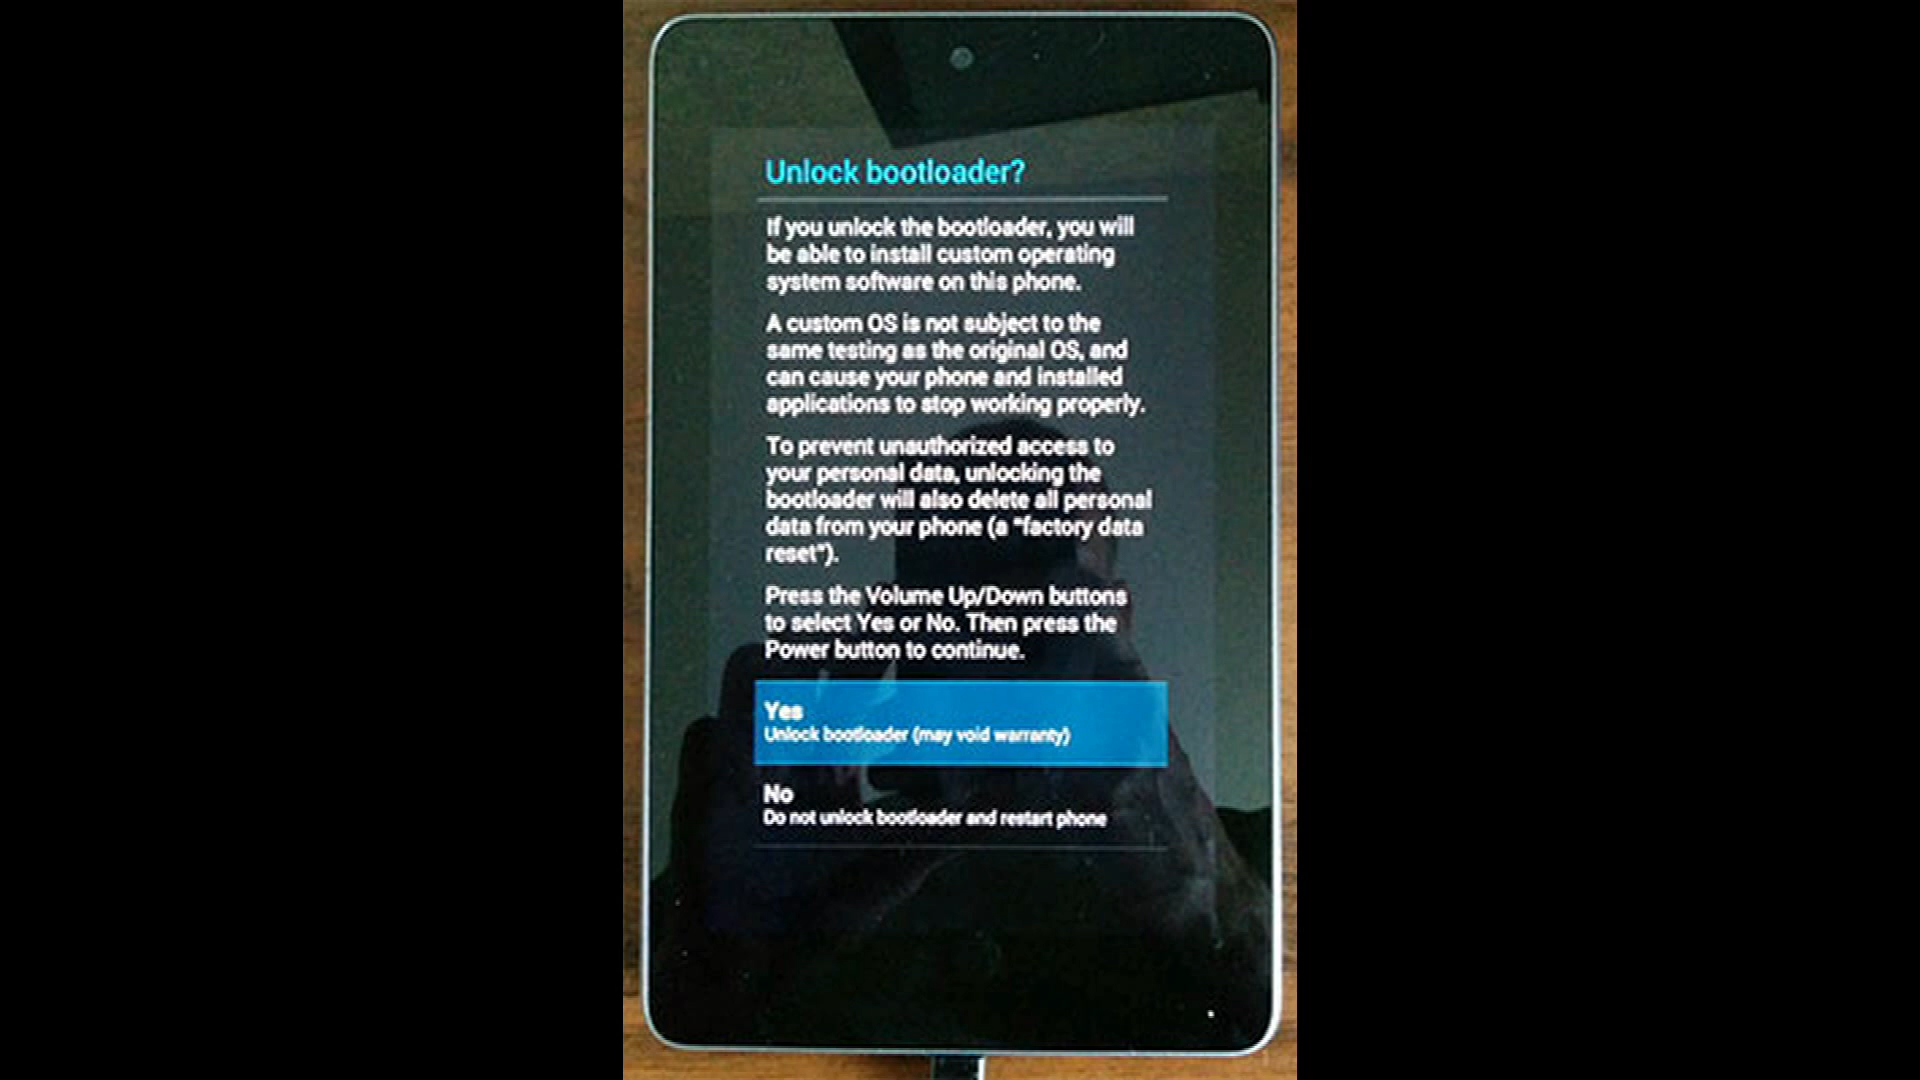 Unlock bootloader?
If you unlock the bootloader, you will
be able to install custom operating
system software on this phone.
A custom OS is not subject to the
same testing as the original OS, and
can cause your phone and installed
applications to stop working properly.
To prevent unauthorized access to
your personal data, unlocking the
bootloader will also delete all personal
data from your phone (a "factory data
reset").
Press the Volume Up/Down buttons
to select Yes or No. Then press the
Power button to continue.
Yes
Unlock bootloader (may void warranty)
No
Do not unlock bootloader and restart phone